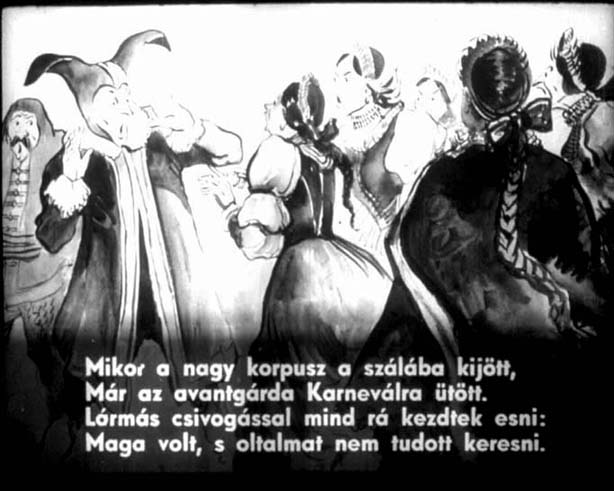 Mikor a nagy korpusz a szálába kijött,
Már az avantgárda Karneválra ütött.
Lórmás csivogással mind rá kezdtek esni:
Maga volt, s oltalmat nem tudott keresni.